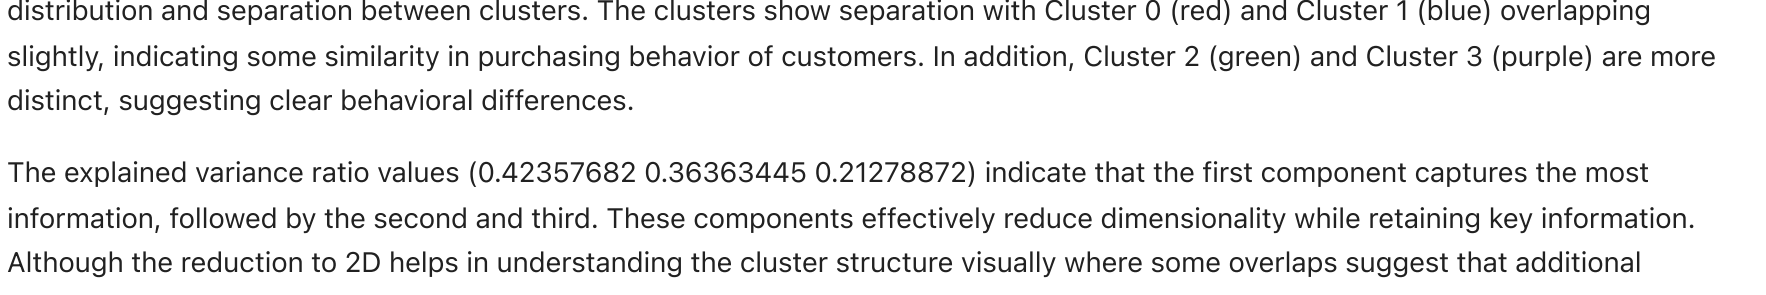 distribution and separation between clusters. The clusters show separation with Cluster 0 (red) and Cluster 1 (blue) overlapping
slightly, indicating some similarity in purchasing behavior of customers. In addition, Cluster 2 (green) and Cluster 3 (purple) are more
distinct, suggesting clear behavioral differences.
The explained variance ratio values (0.42357682 0.36363445 0.21278872) indicate that the first component captures the most
information, followed by the second and third. These components effectively reduce dimensionality while retaining key information.
Although the reduction to 2D helps in understanding the cluster structure visually where some overlaps suggest that additional